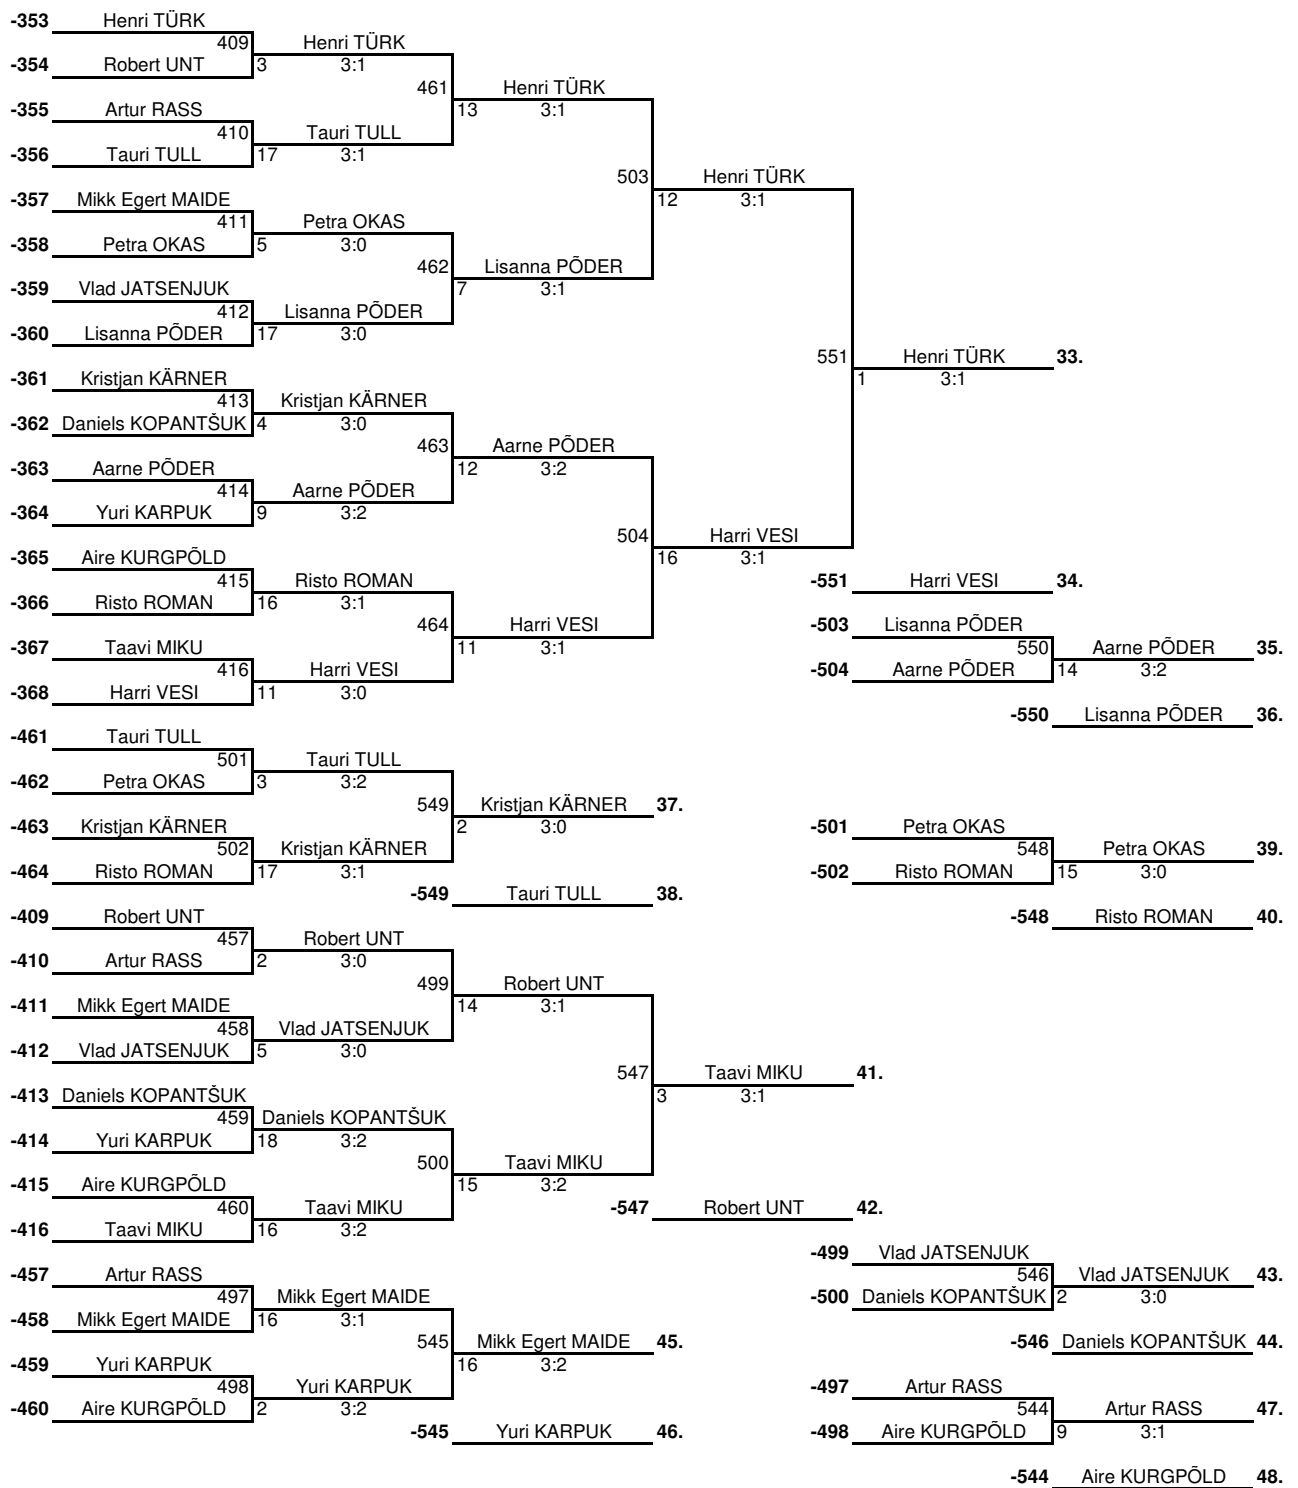 -353 Henri TÜRK
409 Henri TÜRK
-354 Robert UNT 3 3:1
461 Henri TÜRK
-355 Artur RASS 13 3:1
410 Tauri TULL
-356 Tauri TULL 17 3:1
503 Henri TÜRK
-357 Mikk Egert MAIDE 12 3:1
411 Petra OKAS
-358 Petra OKAS 5 3:0
462 Lisanna PÕDER
-359 Vlad JATSENJUK 7 3:1
412 Lisanna PÕDER
-360 Lisanna PÕDER 17 3:0
551 Henri TÜRK 33.
-361 Kristjan KÄRNER 1 3:1
413 Kristjan KÄRNER
-362 Daniels KOPANTŠUK 4 3:0
463 Aarne PÕDER
-363 Aarne PÕDER 12 3:2
414 Aarne PÕDER
-364 Yuri KARPUK 9 3:2
504 Harri VESI
-365 Aire KURGPÕLD 16 3:1
415 Risto ROMAN -551 Harri VESI 34.
-366 Risto ROMAN 16 3:1
464 Harri VESI -503 Lisanna PÕDER
-367 Taavi MIKU 11 3:1 550 Aarne PÕDER 35.
416 Harri VESI -504 Aarne PÕDER 14 3:2
-368 Harri VESI 11 3:0
-550 Lisanna PÕDER 36.
-461 Tauri TULL
501 Tauri TULL
-462 Petra OKAS 3 3:2
549 Kristjan KÄRNER 37.
-463 Kristjan KÄRNER 2 3:0 -501 Petra OKAS
502 Kristjan KÄRNER 548 Petra OKAS 39.
-464 Risto ROMAN 17 3:1 -502 Risto ROMAN 15 3:0
-549 Tauri TULL 38.
-409 Robert UNT -548 Risto ROMAN 40.
457 Robert UNT
-410 Artur RASS 2 3:0
499 Robert UNT
-411 Mikk Egert MAIDE 14 3:1
458 Vlad JATSENJUK
-412 Vlad JATSENJUK 5 3:0
547 Taavi MIKU 41.
-413 Daniels KOPANTŠUK 3 3:1
459 Daniels KOPANTŠUK
-414 Yuri KARPUK 18 3:2
500 Taavi MIKU
-415 Aire KURGPÕLD 15 3:2
460 Taavi MIKU -547 Robert UNT 42.
-416 Taavi MIKU 16 3:2
-499 Vlad JATSENJUK
-457 Artur RASS 546 Vlad JATSENJUK 43.
497 Mikk Egert MAIDE -500 Daniels KOPANTŠUK 2 3:0
-458 Mikk Egert MAIDE 16 3:1
545 Mikk Egert MAIDE 45. -546 Daniels KOPANTŠUK 44.
-459 Yuri KARPUK 16 3:2
498 Yuri KARPUK -497 Artur RASS
-460 Aire KURGPÕLD 2 3:2 544 Artur RASS 47.
-545 Yuri KARPUK 46. -498 Aire KURGPÕLD 9 3:1
-544 Aire KURGPÕLD 48.